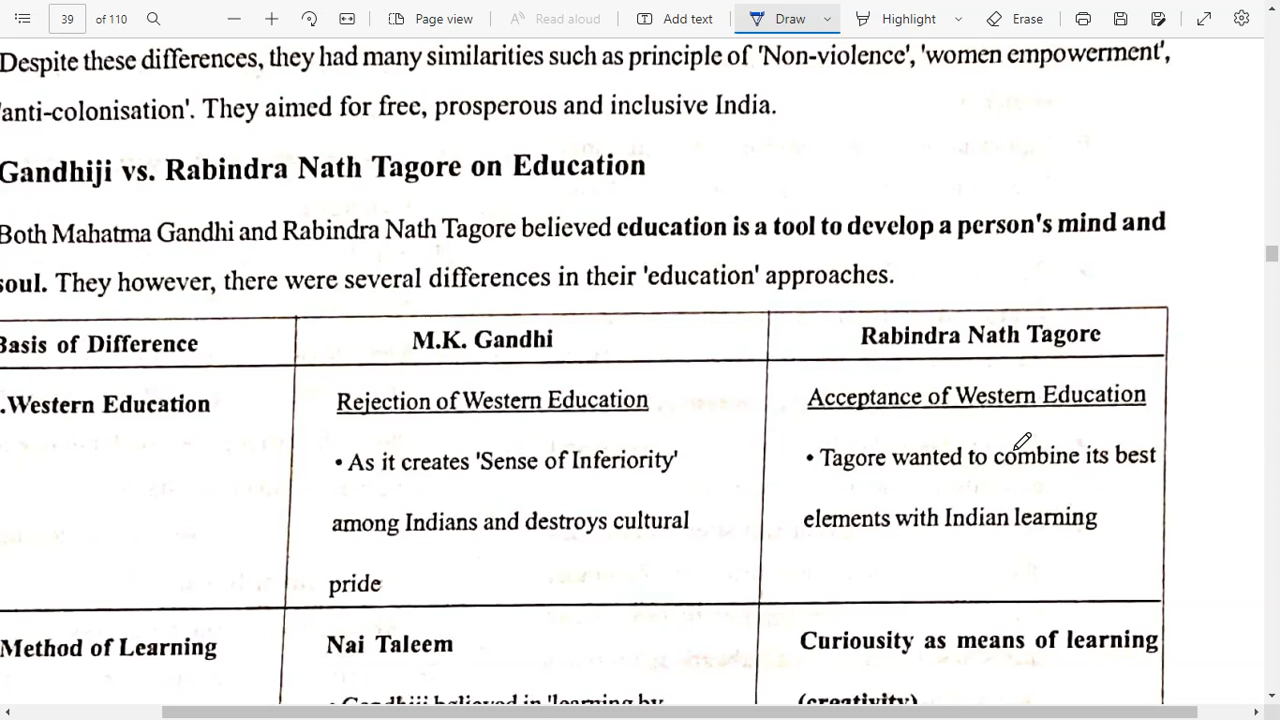 39 of 110 Page view Read aloud Add text Draw Highlight Erase
Despite these differences, they had many similarities such as principle of 'Non-violence', 'women empowerment',
'anti-colonisation'. They aimed for free, prosperous and inclusive India.
Gandhiji vs. Rabindra Nath Tagore on Education
Both Mahatma Gandhi and Rabindra Nath Tagore believed education is a tool to develop a person's mind and
soul. They however, there were several differences in their 'education' approaches.
Basis of Difference M.K. Gandhi Rabindra Nath Tagore
.Western Education Rejection of Western Education Acceptance of Western Education
• As it creates 'Sense of Inferiority' • Tagore wanted to combine its best
among Indians and destroys cultural elements with Indian learning
pride
Method of Learning Nai Taleem Curiousity as means of learning
• Gandhiji believed in 'learning by (creativity)